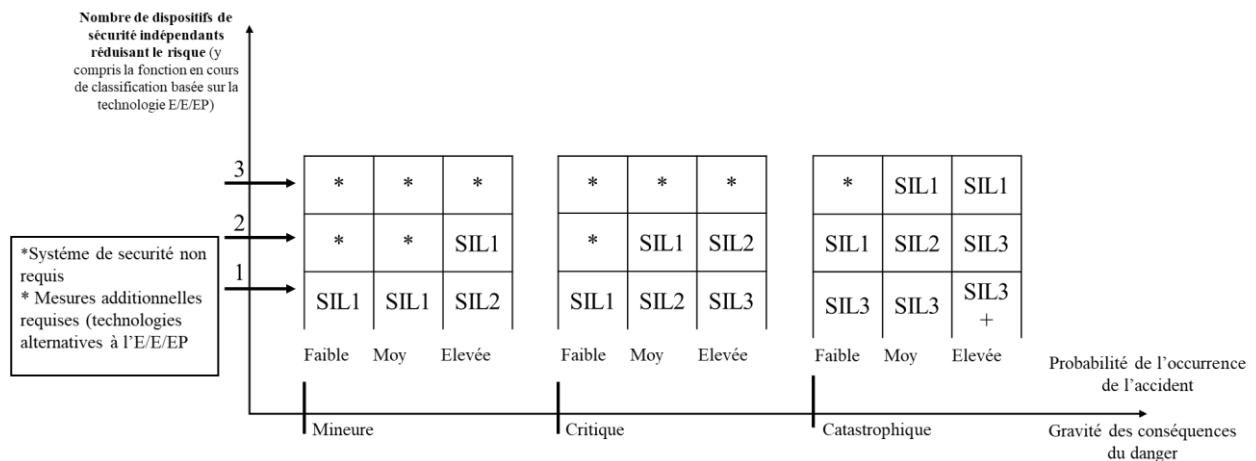 Nombre de dispositifs de
sécurité indépendants
réduisant le risque (y
compris la fonction en cours
de classification basée sur la
technologie E/E/EP)
3
* * * * * * * SIL1 SIL1
2
* * SIL1 * SIL1 SIL2 SIL1 SIL2 SIL3
1
SIL1 SIL1 SIL2 SIL1 SIL2 SIL3 SIL3 SIL3 SIL3
+
*Systéme de securité non
requis
* Mesures additionnelles
requises (technologies
alternatives à l’E/E/EP
Faible Moy Elevée Faible Moy Elevée Faible Moy Elevée
Probabilité de l’occurrence
de l’accident
Mineure Critique Catastrophique
Gravité des conséquences
du danger